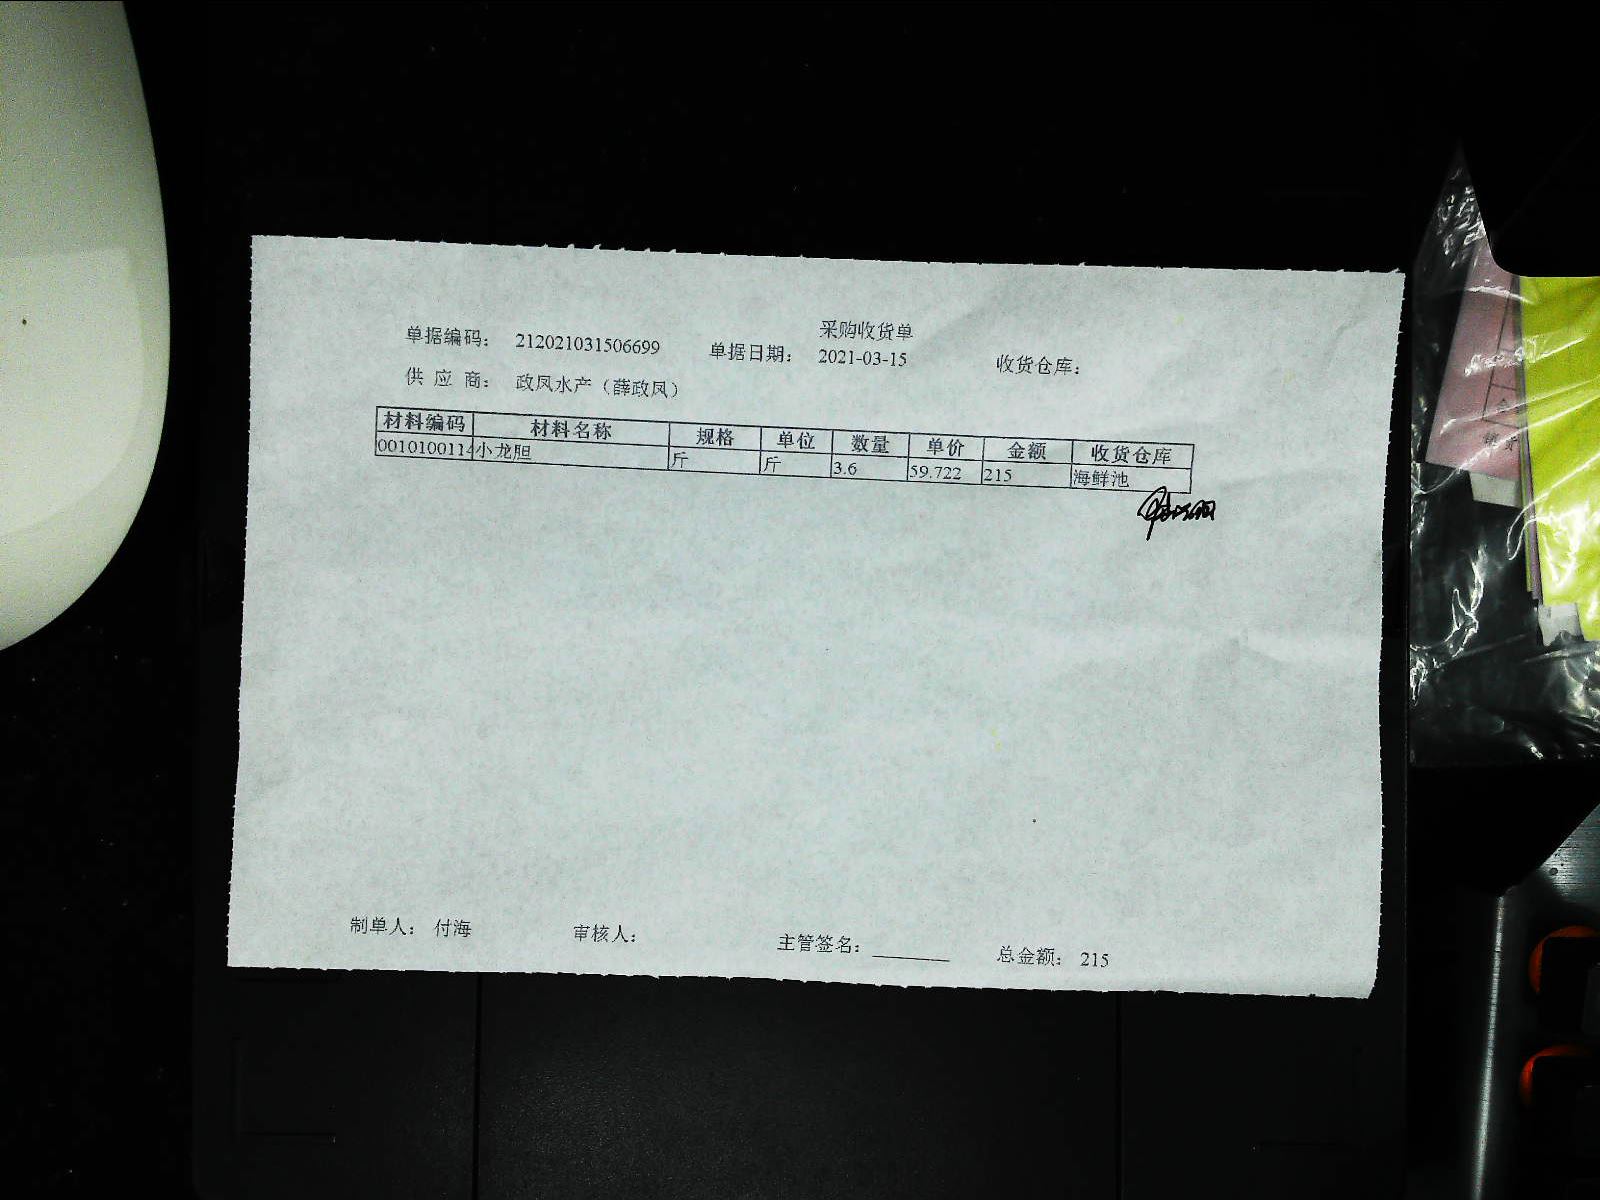 采购收货单
单据编码： 212021031506699 单据日期： 2021-03-15 收货仓库：
供 应 商： 政凤水产（薛政凤）
材料编码 材料名称 规格 单位 数量 单价 金额 收货仓库
0010100114 小龙胆 斤 斤 3.6 59.722 215 海鲜池
制单人： 付海 审核人： 主管签名： 总金额： 215